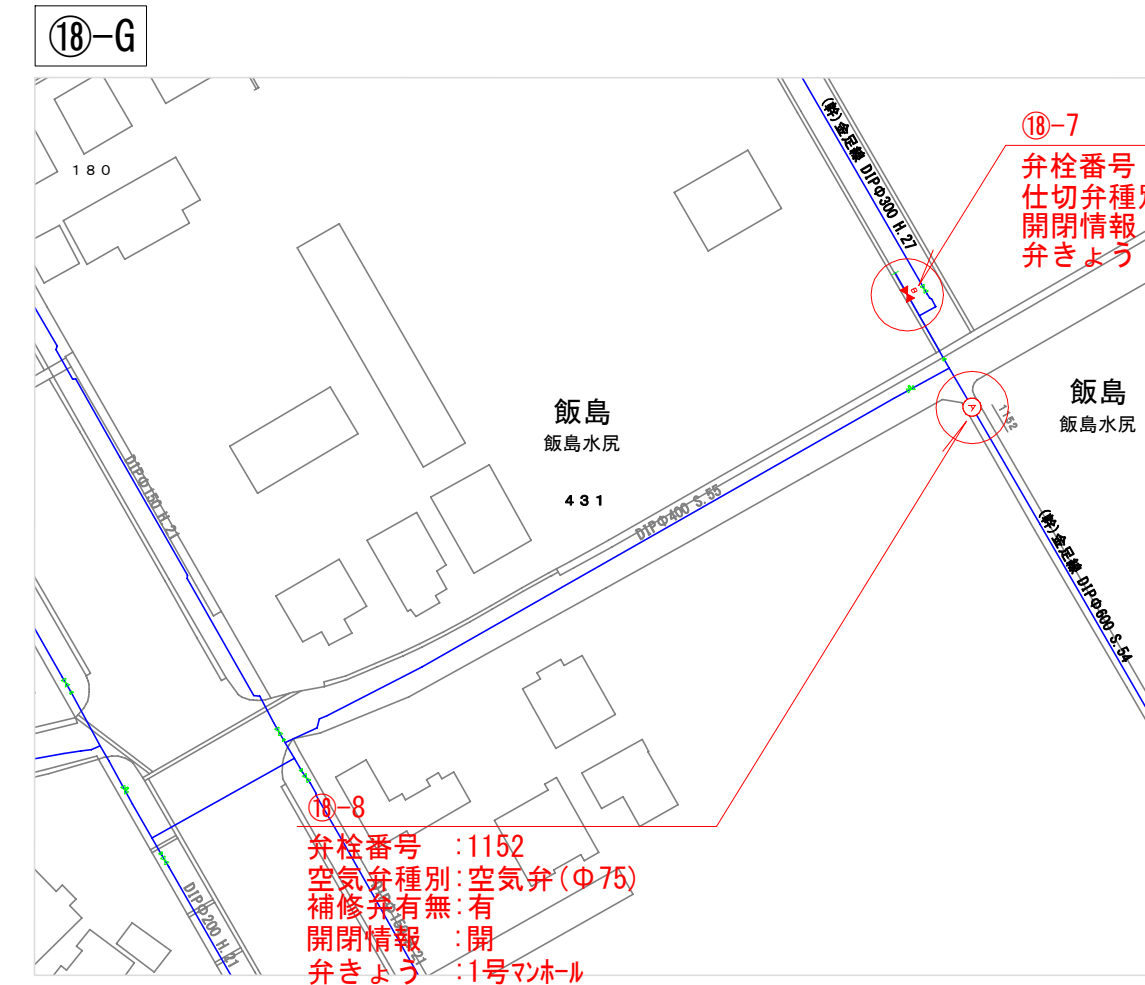 ⑱-G
180
(幹)金足線 DIPΦ300 H.27
⑱-7
弁栓番号
仕切弁種別
開閉情報
弁きょう
B
飯島
飯島水尻
431
飯島
飯島水尻
A
1152
DIPΦ150 H.21
DIPΦ400 S.55
(幹)金足線 DIPΦ600 S.54
⑱-8
弁栓番号 :1152
空気弁種別:空気弁(Φ75)
補修弁有無:有
開閉情報 :開
弁きょう :1号マンホール
DIPΦ200 H.21